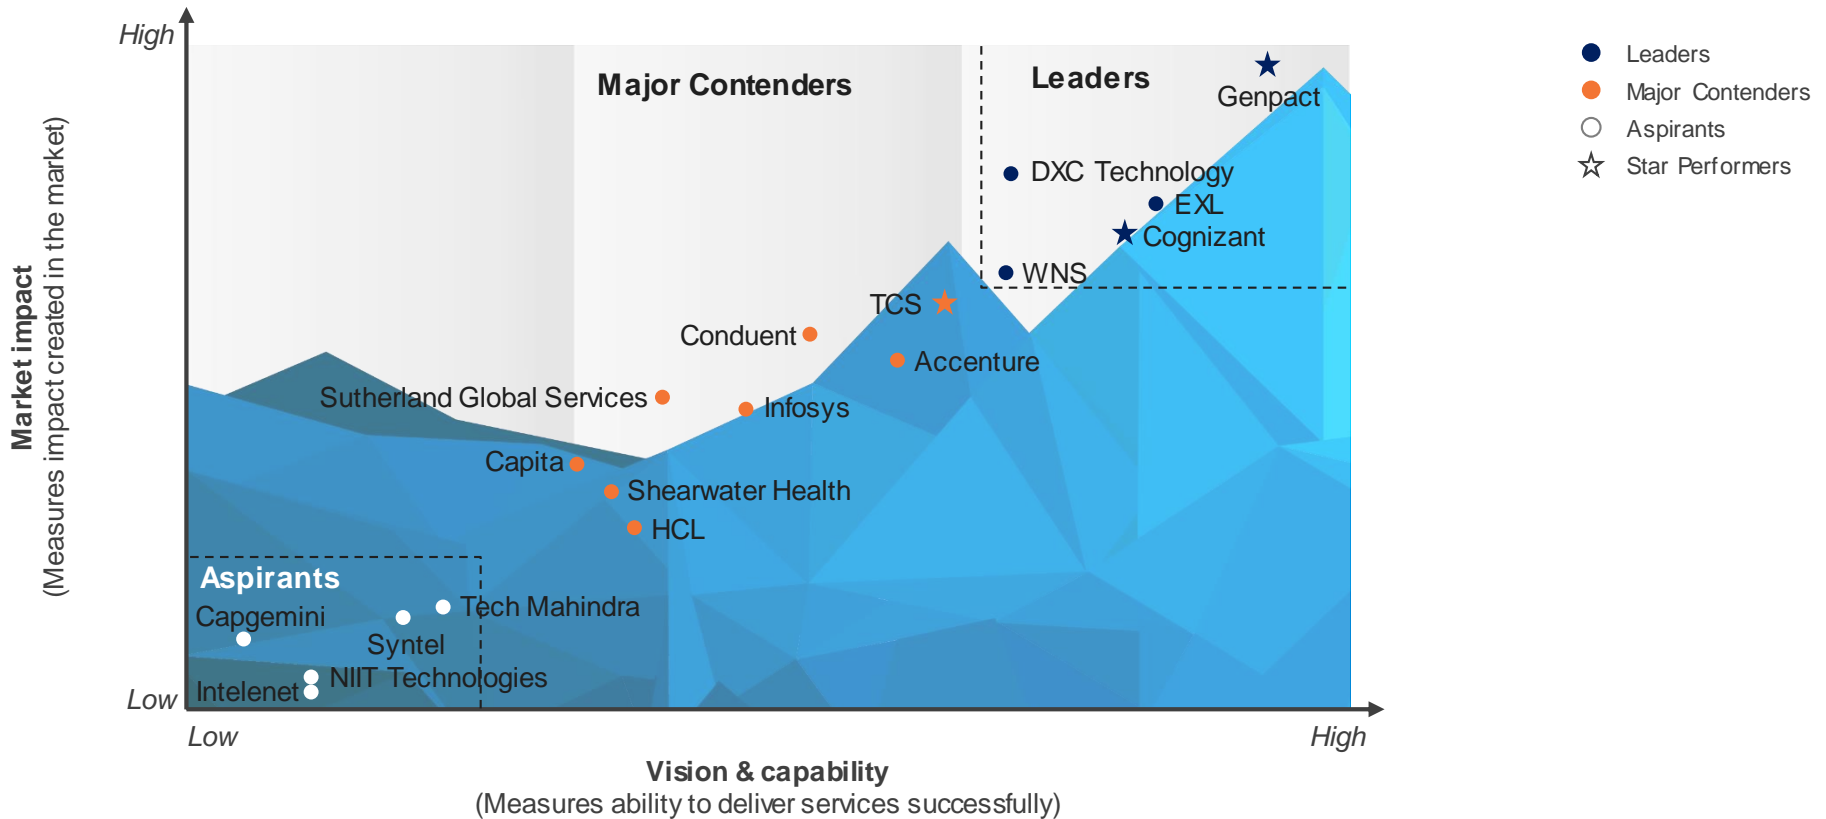 High
Major Contenders
Leaders
Genpact
DXC Technology
EXL
Cognizant
WNS
TCS
Conduent
Accenture
Sutherland Global Services
Infosys
Capita
Shearwater Health
HCL
Aspirants
Capgemini
Tech Mahindra
Syntel
NIIT Technologies
Intelenet
Low
Low
High
Market impact
(Measures impact created in the market)
Vision & capability
(Measures ability to deliver services successfully)
Leaders
Major Contenders
Aspirants
Star Performers